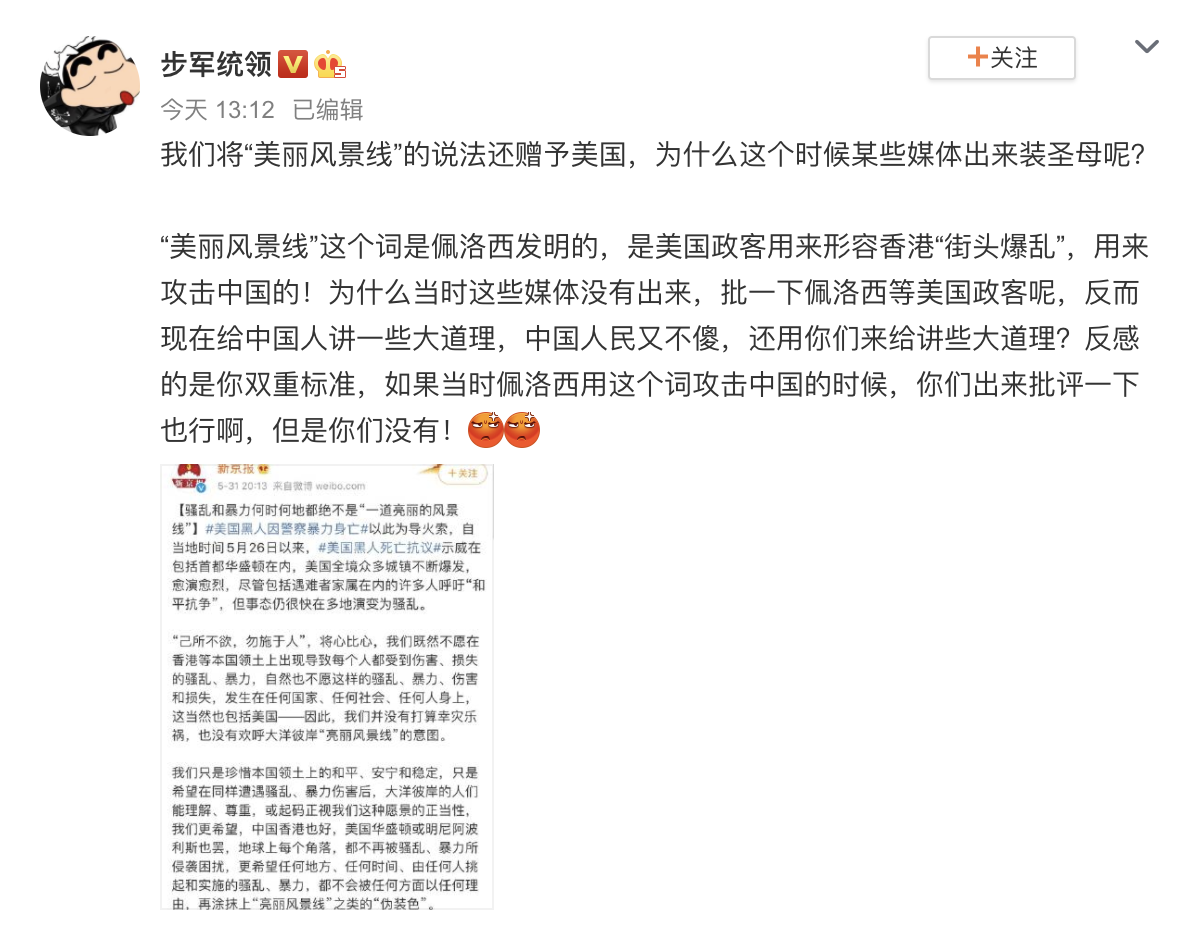 步军统领
+关注
今天 13:12 已编辑
我们将“美丽风景线”的说法还赠予美国，为什么这个时候某些媒体出来装圣母呢？
“美丽风景线”这个词是佩洛西发明的，是美国政客用来形容香港“街头爆乱”，用来
攻击中国的！为什么当时这些媒体没有出来，批一下佩洛西等美国政客呢，反而
现在给中国人讲一些大道理，中国人民又不傻，还用你们来给讲些大道理？反感
的是你双重标准，如果当时佩洛西用这个词攻击中国的时候，你们出来批评一下
也行啊，但是你们没有！
新京报
+关注
5-31 20:13 来自微博 weibo.com
【骚乱和暴力何时何地都绝不是“一道亮丽的风景
线”】#美国黑人因警察暴力身亡#以此为导火索，自
当地时间5月26日以来，#美国黑人死亡抗议#示威在
包括首都华盛顿在内，美国全境众多城镇不断爆发，
愈演愈烈，尽管包括遇难者家属在内的许多人呼吁“和
平抗争”，但事态仍很快在多地演变为骚乱。
“己所不欲，勿施于人”，将心比心，我们既然不愿在
香港等本国领土上出现导致每个人都受到伤害、损失
的骚乱、暴力，自然也不愿这样的骚乱、暴力、伤害
和损失，发生在任何国家、任何社会、任何人身上，
这当然也包括美国——因此，我们并没有打算幸灾乐
祸，也没有欢呼大洋彼岸“亮丽风景线”的意图。
我们只是珍惜本国领土上的和平、安宁和稳定，只是
希望在同样遭遇骚乱、暴力伤害后，大洋彼岸的人们
能理解、尊重，或起码正视我们这种愿景的正当性，
我们更希望，中国香港也好，美国华盛顿或明尼阿波
利斯也罢，地球上每个角落，都不再被骚乱、暴力所
侵袭困扰，更希望任何地方、任何时间、由任何人挑
起和实施的骚乱、暴力，都不会被任何方面以任何理
由，再涂抹上“亮丽风景线”之类的“伪装色”。